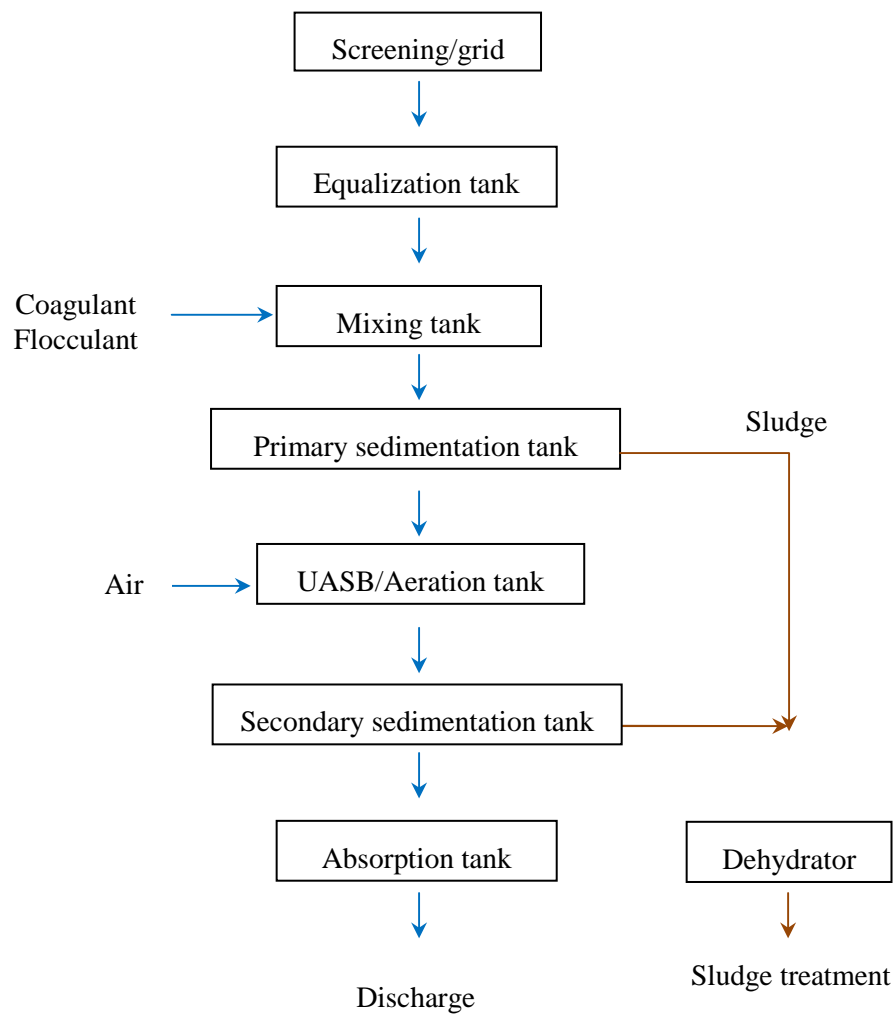 Screening/grid
Equalization tank
Coagulant
Flocculant
Mixing tank
Primary sedimentation tank
Sludge
Air
UASB/Aeration tank
Secondary sedimentation tank
Absorption tank
Dehydrator
Discharge
Sludge treatment